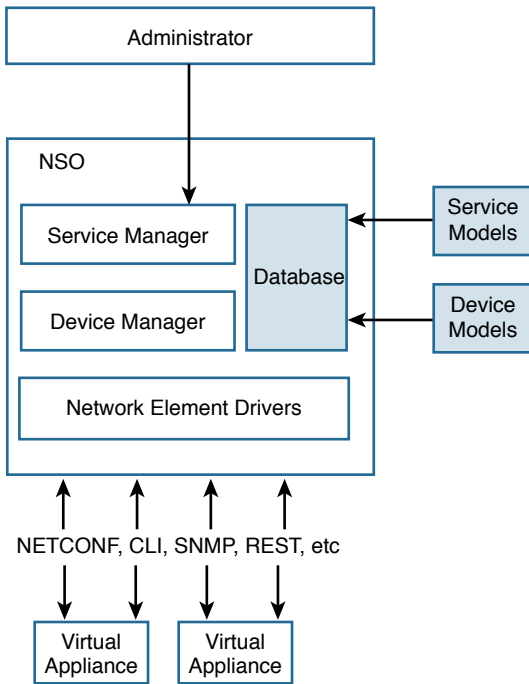 Administrator
NSO
Service Manager
Database
Service
Models
Device Manager
Device
Models
Network Element Drivers
NETCONF, CLI, SNMP, REST, etc
Virtual
Appliance
Virtual
Appliance